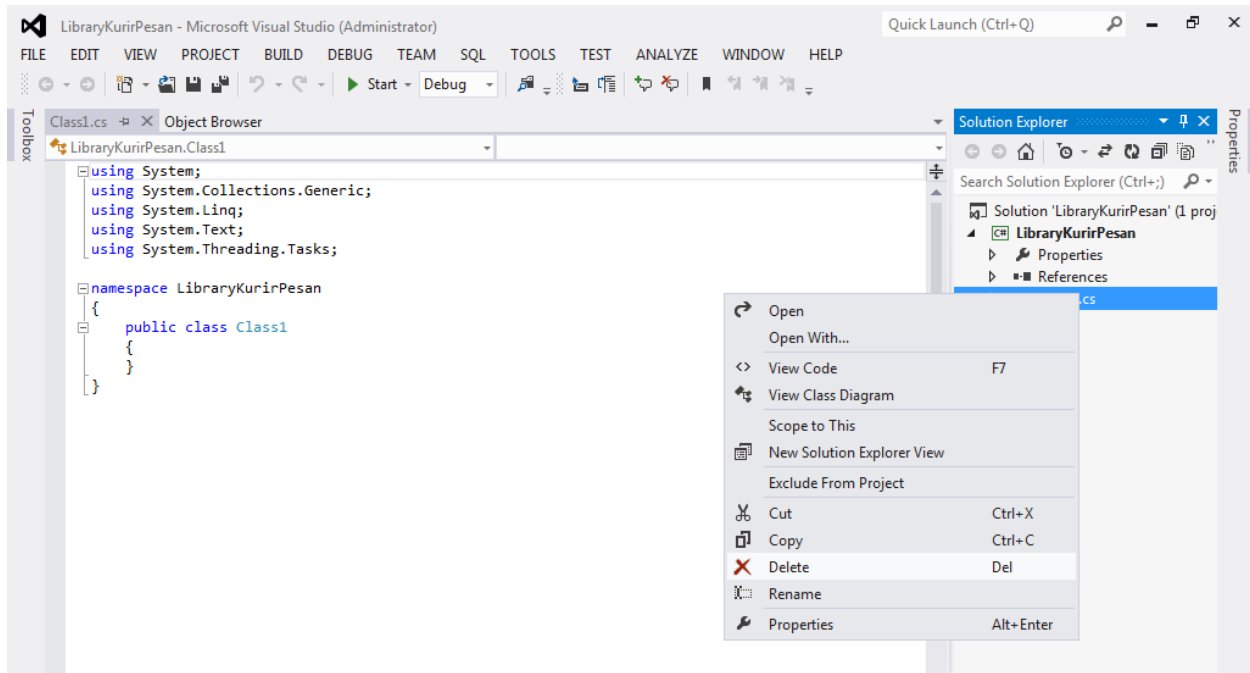 LibraryKurirPesan - Microsoft Visual Studio (Administrator)
Quick Launch (Ctrl+Q)
FILE EDIT VIEW PROJECT BUILD DEBUG TEAM SQL TOOLS TEST ANALYZE WINDOW HELP
Start Debug
Toolbox
Class1.cs Object Browser
LibraryKurirPesan.Class1
using System;
using System.Collections.Generic;
using System.Linq;
using System.Text;
using System.Threading.Tasks;
namespace LibraryKurirPesan
{
public class Class1
{
}
}
Solution Explorer
Search Solution Explorer (Ctrl+;)
Solution 'LibraryKurirPesan' (1 proj
C# LibraryKurirPesan
Properties
References
.cs
Properties
Open
Open With...
View Code F7
View Class Diagram
Scope to This
New Solution Explorer View
Exclude From Project
Cut Ctrl+X
Copy Ctrl+C
Delete Del
Rename
Properties Alt+Enter